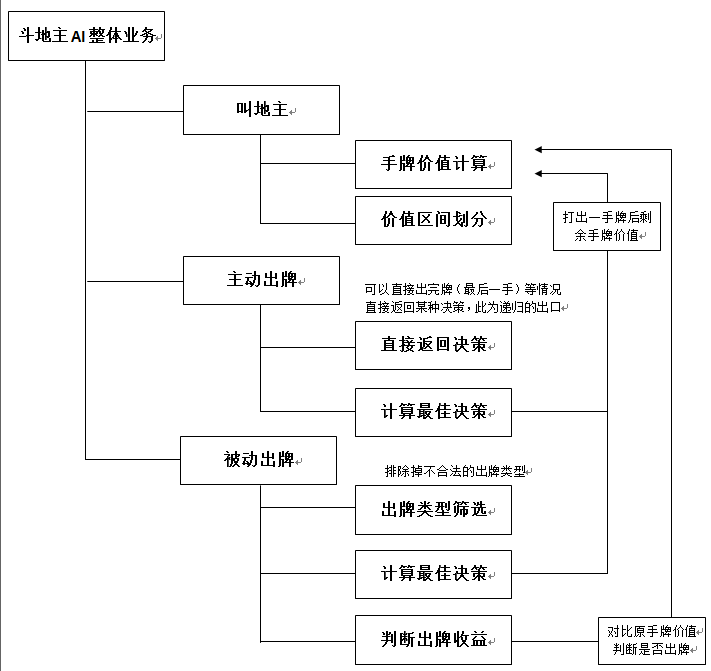 斗地主AI整体业务
叫地主
手牌价值计算
价值区间划分
打出一手牌后剩
余手牌价值
主动出牌
可以直接出完牌（最后一手）等情况
直接返回某种决策，此为递归的出口
直接返回决策
计算最佳决策
被动出牌
排除掉不合法的出牌类型
出牌类型筛选
计算最佳决策
判断出牌收益
对比原手牌价值
判断是否出牌